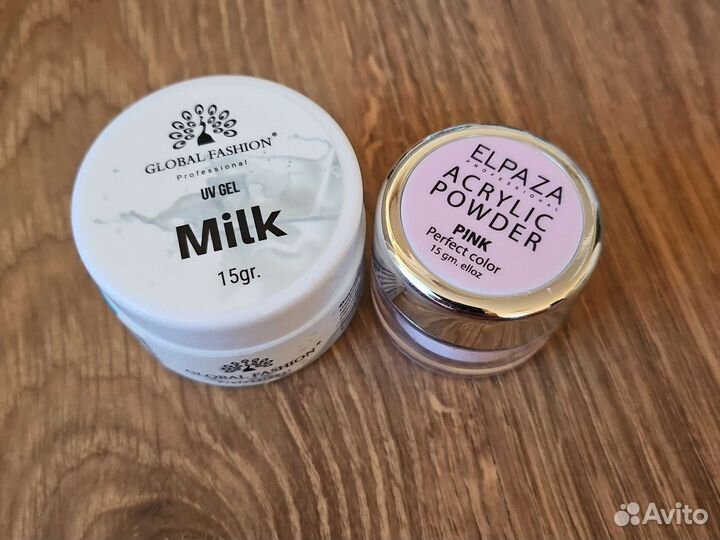 GLOBAL FASHION®
Professional
UV GEL
Milk
15gr.
GLOBAL FASHION
ELPAZA
PROFESSIONAL
ACRYLIC
POWDER
PINK
Perfect color
15 gm. elloz
Avito